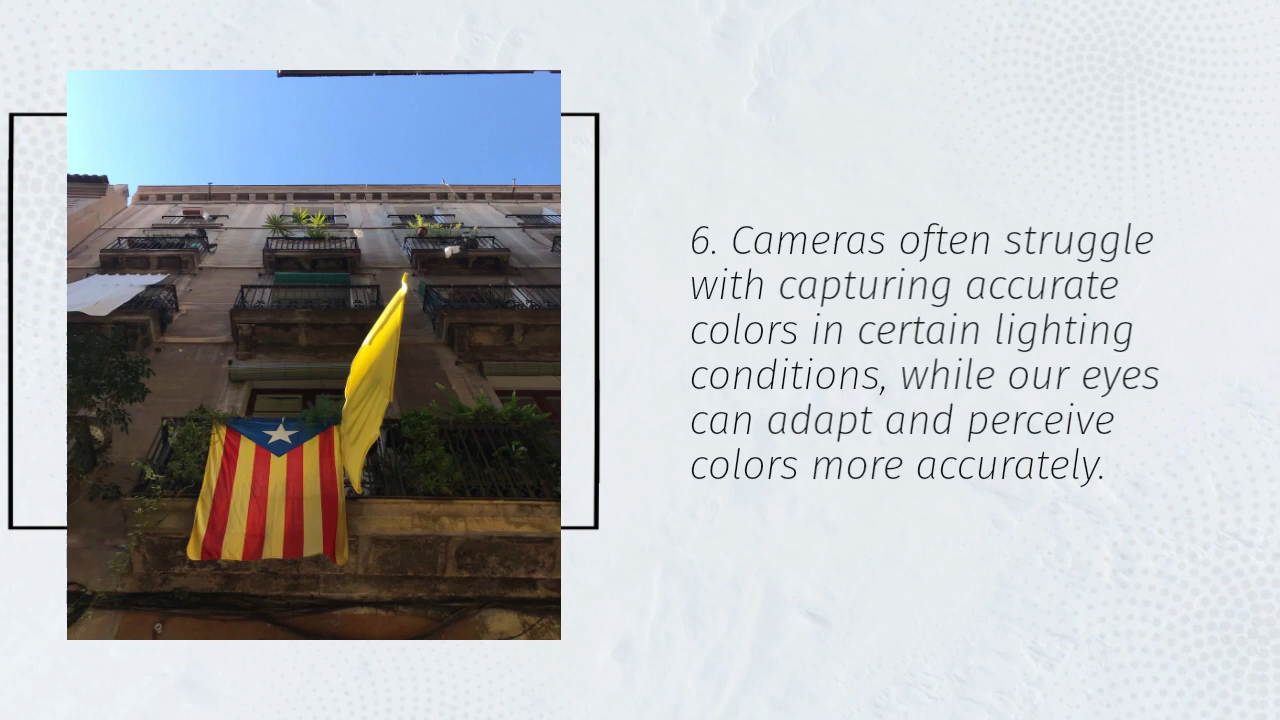 6. Cameras often struggle
with capturing accurate
colors in certain lighting
conditions, while our eyes
can adapt and perceive
colors more accurately.